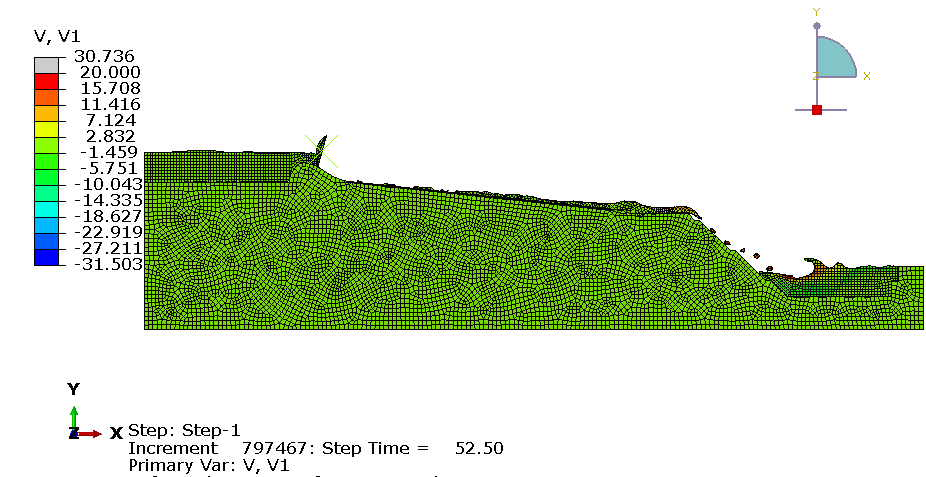 V, V1
30.736
20.000
15.708
11.416
7.124
2.832
-1.459
-5.751
-10.043
-14.335
-18.627
-22.919
-27.211
-31.503
Y
X
Z
Y
Z X
Step: Step-1
Increment 797467: Step Time = 52.50
Primary Var: V, V1